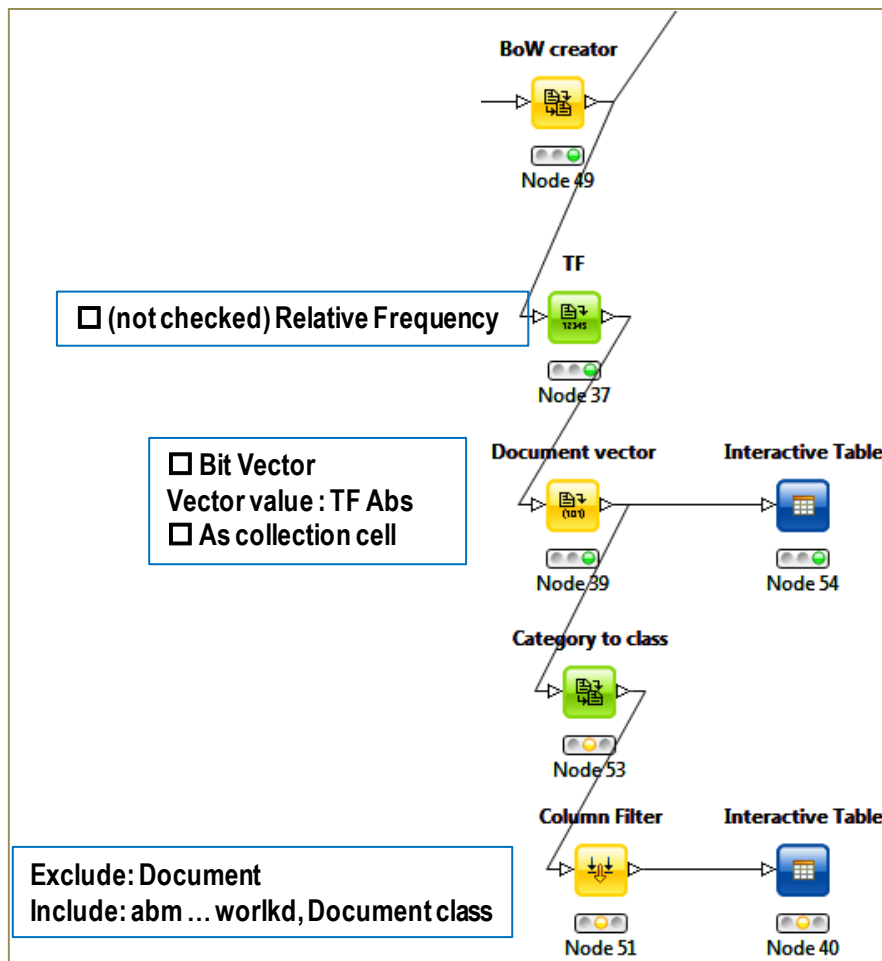 BoW creator
Node 49
TF
☐ (not checked) Relative Frequency
12345
Node 37
☐ Bit Vector
Vector value : TF Abs
☐ As collection cell
Document vector
Interactive Table
(101)
Node 39
Node 54
Category to class
Node 53
Column Filter
Interactive Table
Exclude: Document
Include: abm ... worlkd, Document class
Node 51
Node 40